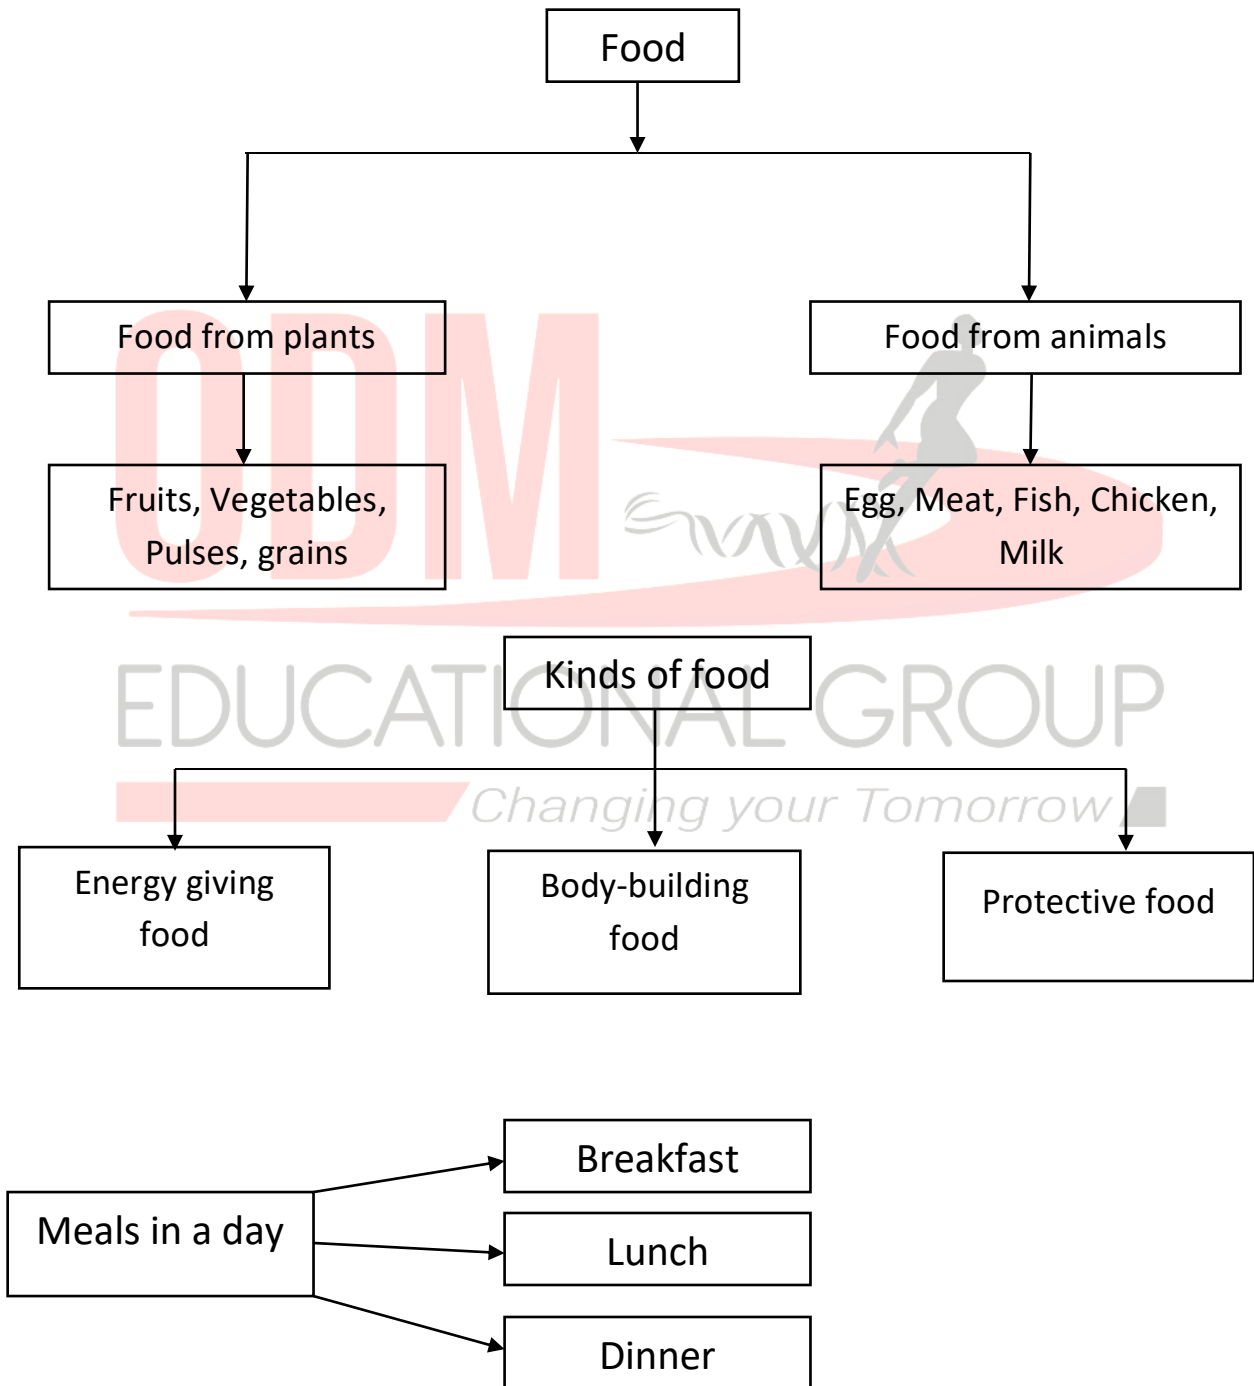 Food
Food from plants
Food from animals
Fruits, Vegetables,
Pulses, grains
Egg, Meat, Fish, Chicken,
Milk
ODM
EDUCATIONAL GROUP
Changing your Tomorrow
Kinds of food
Energy giving
food
Body-building
food
Protective food
Meals in a day
Breakfast
Lunch
Dinner